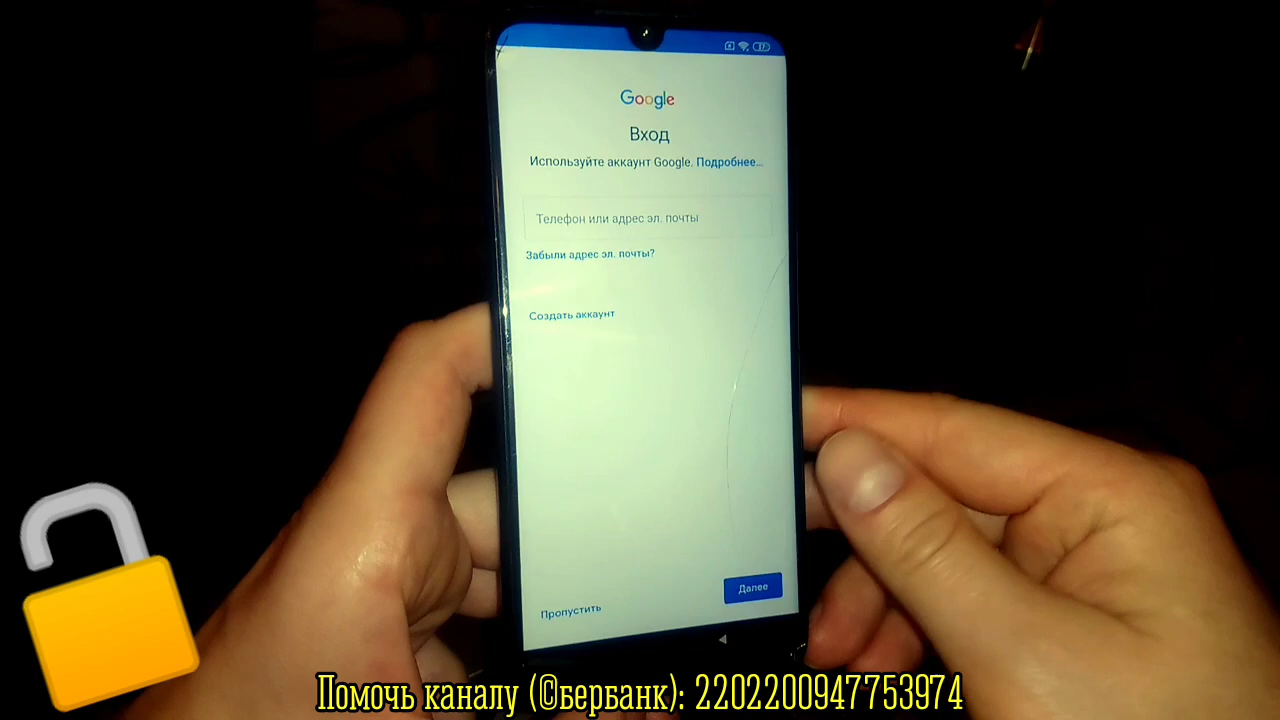 Google
Вход
Используйте аккаунт Google. Подробнее...
Телефон или адрес эл. почты
Забыли адрес эл. почты?
Создать аккаунт
Далее
Пропустить
Помочь каналу (©бербанк): 2202200947753974